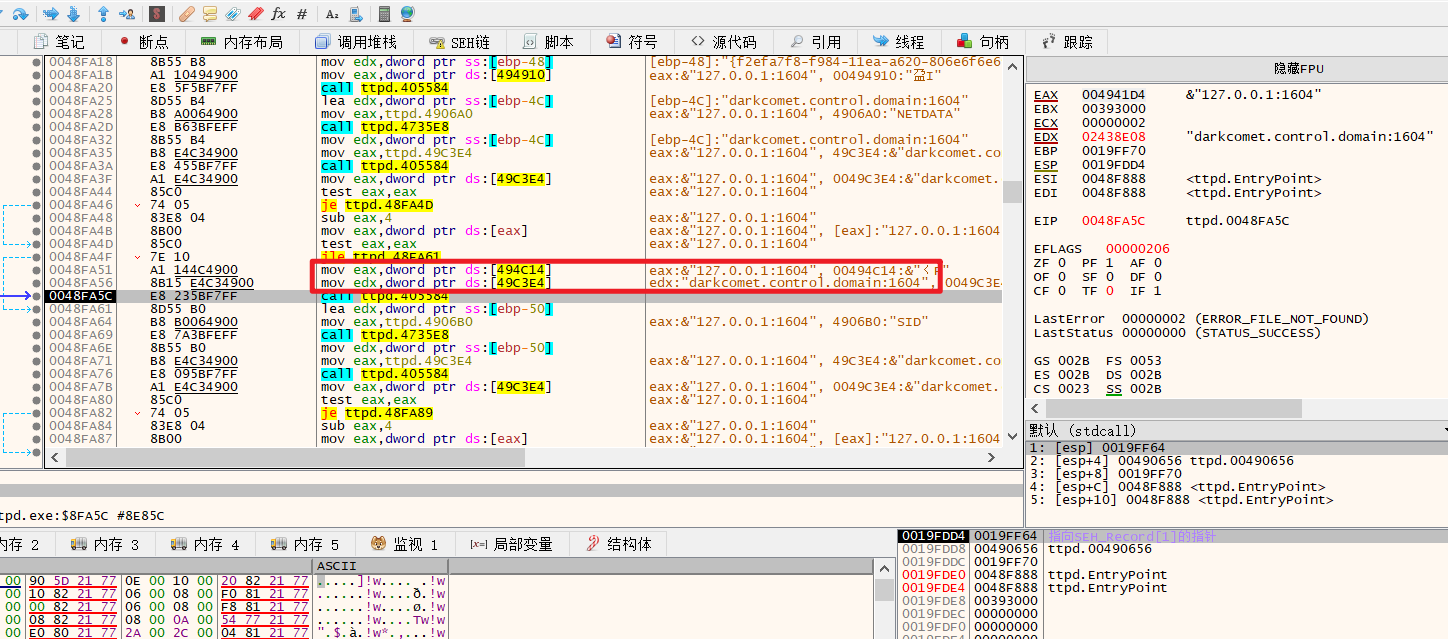 fx # A₂
笔记 断点 内存布局 调用堆栈 SEH链 脚本 符号 源代码 引用 线程 句柄 跟踪
0048FA18 8B55 B8 mov edx,dword ptr ss:[ebp-48] [ebp-48]:"{f2efa7f8-f984-11ea-a620-806e6f6e6
0048FA1B A1 10494900 mov eax,dword ptr ds:[494910] eax:&"127.0.0.1:1604", 00494910:"
0048FA20 E8 5F5BF7FF call ttpd.405584
0048FA25 8D55 B4 lea edx,dword ptr ss:[ebp-4C] [ebp-4C]:"darkcomet.control.domain:1604"
0048FA28 B8 A0064900 mov eax,ttpd.4906A0 eax:&"127.0.0.1:1604", 4906A0:"NETDATA"
0048FA2D E8 B63BFEFF call ttpd.4735E8
0048FA32 8B55 B4 mov edx,dword ptr ss:[ebp-4C] [ebp-4C]:"darkcomet.control.domain:1604"
0048FA35 B8 E4C34900 mov eax,ttpd.49C3E4 eax:&"127.0.0.1:1604", 49C3E4:&"darkcomet.co
0048FA3A E8 455BF7FF call ttpd.405584
0048FA3F A1 E4C34900 mov eax,dword ptr ds:[49C3E4] eax:&"127.0.0.1:1604", 0049C3E4:&"darkcomet.
0048FA44 85C0 test eax,eax eax:&"127.0.0.1:1604"
0048FA46 74 05 je ttpd.48FA4D
0048FA48 83E8 04 sub eax,4 eax:&"127.0.0.1:1604"
0048FA4B 8B00 mov eax,dword ptr ds:[eax] eax:&"127.0.0.1:1604", [eax]:"127.0.0.1:1604
0048FA4D 85C0 test eax,eax eax:&"127.0.0.1:1604"
0048FA4F 7E 10 jle ttpd.48FA61
0048FA51 A1 144C4900 mov eax,dword ptr ds:[494C14] eax:&"127.0.0.1:1604", 00494C14:&"
0048FA56 8B15 E4C34900 mov edx,dword ptr ds:[49C3E4] edx:"darkcomet.control.domain:1604", 0049C3E4
0048FA5C E8 235BF7FF call ttpd.405584
0048FA61 8D55 B0 lea edx,dword ptr ss:[ebp-50]
0048FA64 B8 B0064900 mov eax,ttpd.4906B0 eax:&"127.0.0.1:1604", 4906B0:"SID"
0048FA69 E8 7A3BFEFF call ttpd.4735E8
0048FA6E 8B55 B0 mov edx,dword ptr ss:[ebp-50]
0048FA71 B8 E4C34900 mov eax,ttpd.49C3E4 eax:&"127.0.0.1:1604", 49C3E4:&"darkcomet.co
0048FA76 E8 095BF7FF call ttpd.405584
0048FA7B A1 E4C34900 mov eax,dword ptr ds:[49C3E4] eax:&"127.0.0.1:1604", 0049C3E4:&"darkcomet.
0048FA80 85C0 test eax,eax eax:&"127.0.0.1:1604"
0048FA82 74 05 je ttpd.48FA89
0048FA84 83E8 04 sub eax,4 eax:&"127.0.0.1:1604"
0048FA87 8B00 mov eax,dword ptr ds:[eax] eax:&"127.0.0.1:1604", [eax]:"127.0.0.1:1604
隐藏FPU
EAX 004941D4 &"127.0.0.1:1604"
EBX 00393000
ECX 00000002
EDX 02438E08 "darkcomet.control.domain:1604"
EBP 0019FF70
ESP 0019FDD4
ESI 0048F888 <ttpd.EntryPoint>
EDI 0048F888 <ttpd.EntryPoint>
EIP 0048FA5C ttpd.0048FA5C
EFLAGS 00000206
ZF 0 PF 1 AF 0
OF 0 SF 0 DF 0
CF 0 TF 0 IF 1
LastError 00000002 (ERROR_FILE_NOT_FOUND)
LastStatus 00000000 (STATUS_SUCCESS)
GS 002B FS 0053
ES 002B DS 002B
CS 0023 SS 002B
默认 (stdcall)
1: [esp] 0019FF64
2: [esp+4] 00490656 ttpd.00490656
3: [esp+8] 0019FF70
4: [esp+C] 0048F888 <ttpd.EntryPoint>
5: [esp+10] 0048F888 <ttpd.EntryPoint>
tpd.exe:$8FA5C #8E85C
内存 2 内存 3 内存 4 内存 5 监视 1 [x=] 局部变量 结构体
ASCII
00 90 5D 21 77 0E 00 10 00 20 82 21 77 .....]!w.... .!w
00 10 82 21 77 06 00 08 00 F0 81 21 77 ......!w....ð.!w
00 00 82 21 77 06 00 08 00 F8 81 21 77 ......!w....ø.!w
00 08 82 21 77 08 00 0A 00 54 77 21 77 ......!w....Tw!w
00 E0 80 21 77 2A 00 2C 00 04 81 21 77 ".$.à.!w*.,...!w
0019FDD4 0019FF64 指向SEH_Record[1]的指针
0019FDD8 00490656 ttpd.00490656
0019FDDC 0019FF70
0019FDE0 0048F888 ttpd.EntryPoint
0019FDE4 0048F888 ttpd.EntryPoint
0019FDE8 00393000
0019FDEC 00000000
0019FDF0 00000000
0019FDF4 00000000